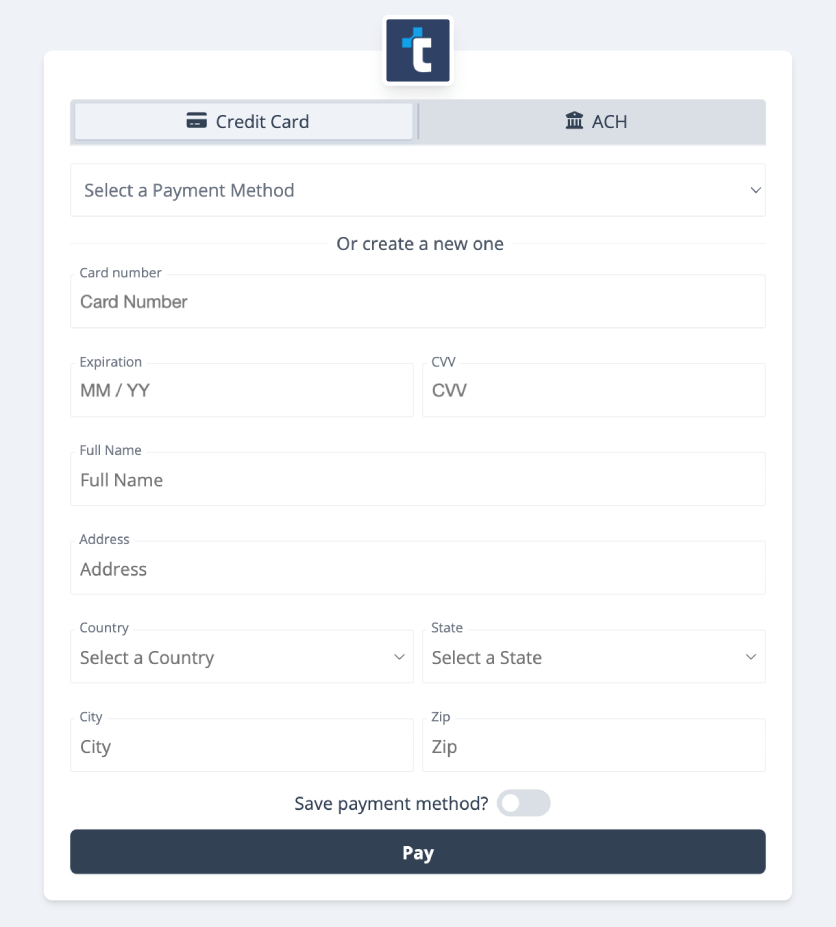 t
Credit Card
ACH
Select a Payment Method
Or create a new one
Card number
Card Number
Expiration
CVV
MM / YY
CVV
Full Name
Full Name
Address
Address
Country
State
Select a Country
Select a State
City
Zip
City
Zip
Save payment method?
Pay